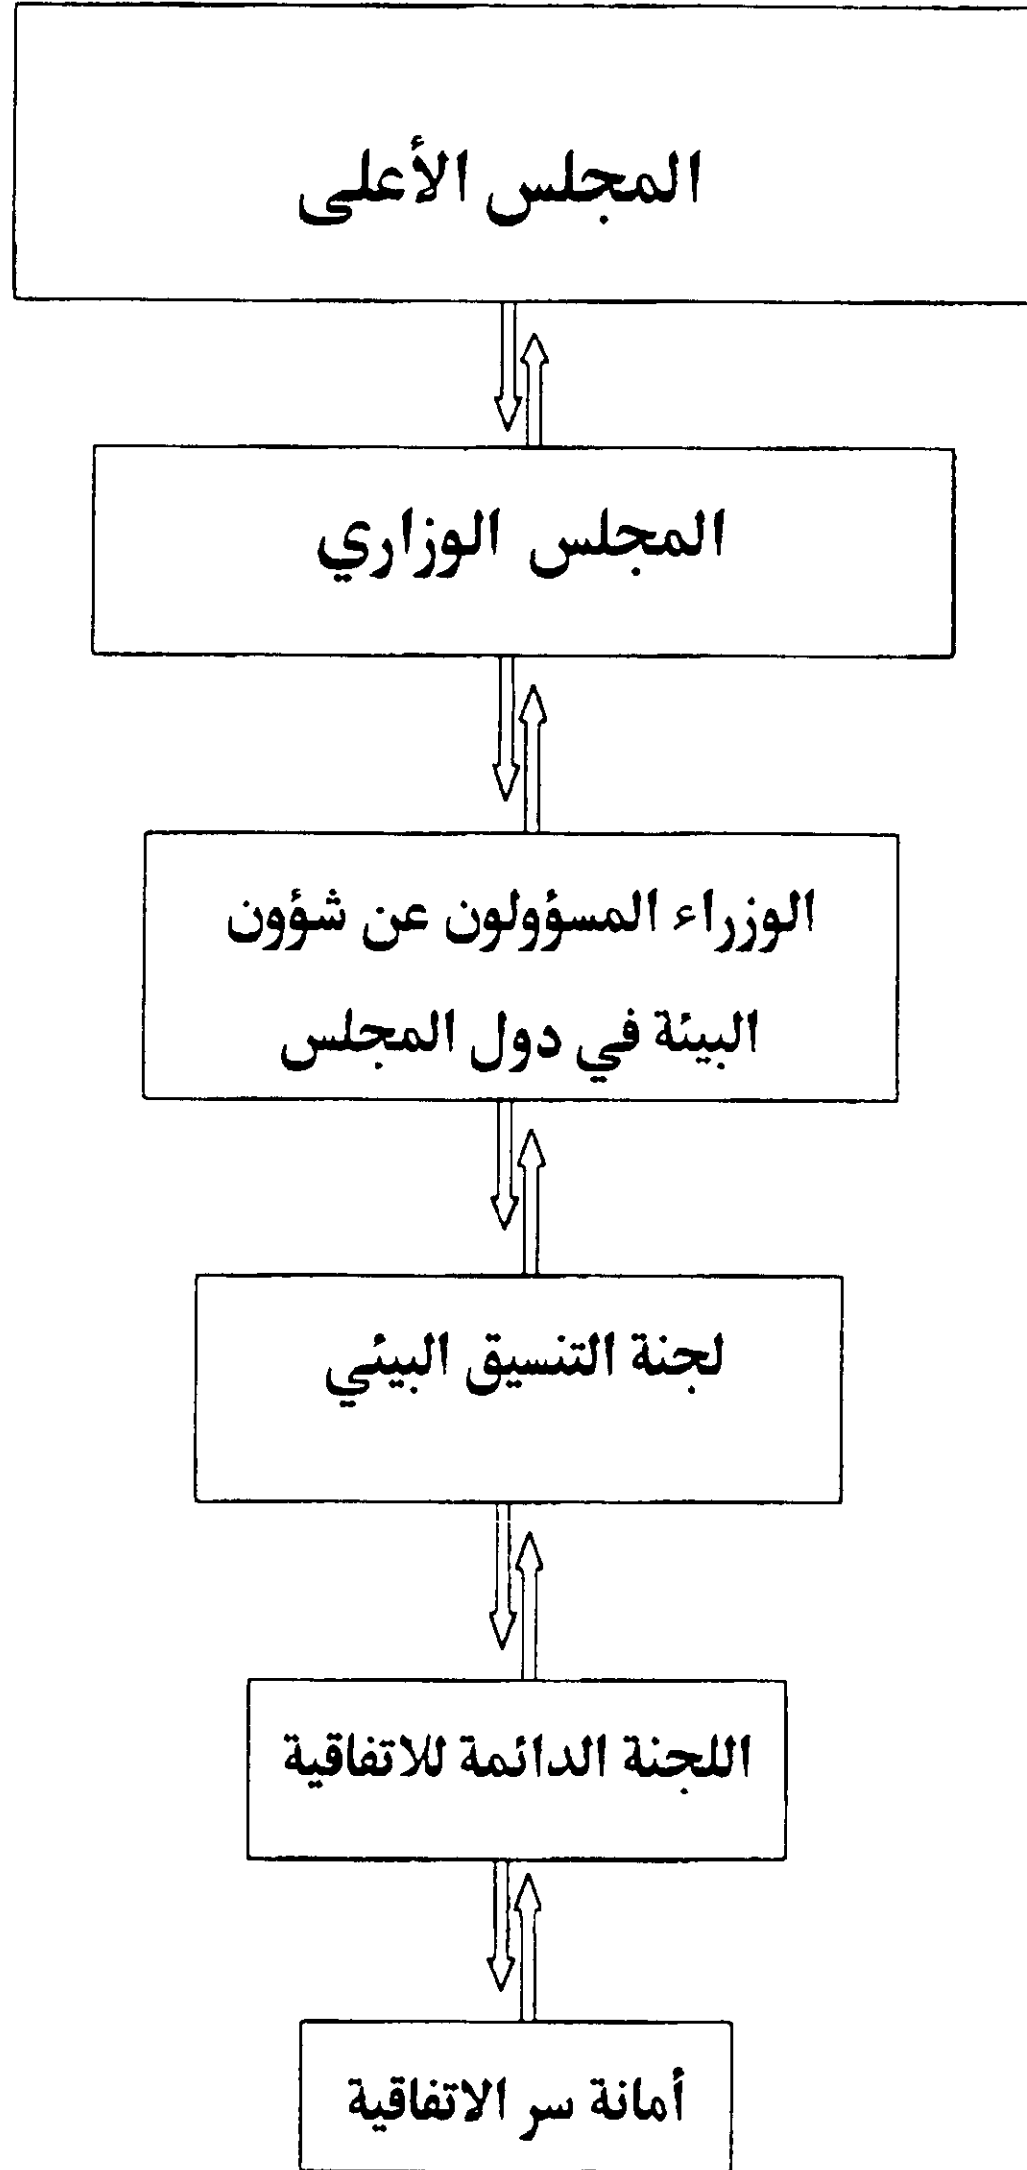 المجلس الأعلى
المجلس الوزاري
الوزراء المسؤولون عن شؤون
البيئة في دول المجلس
لجنة التنسيق البيئي
اللجنة الدائمة للاتفاقية
أمانة سر الاتفاقية